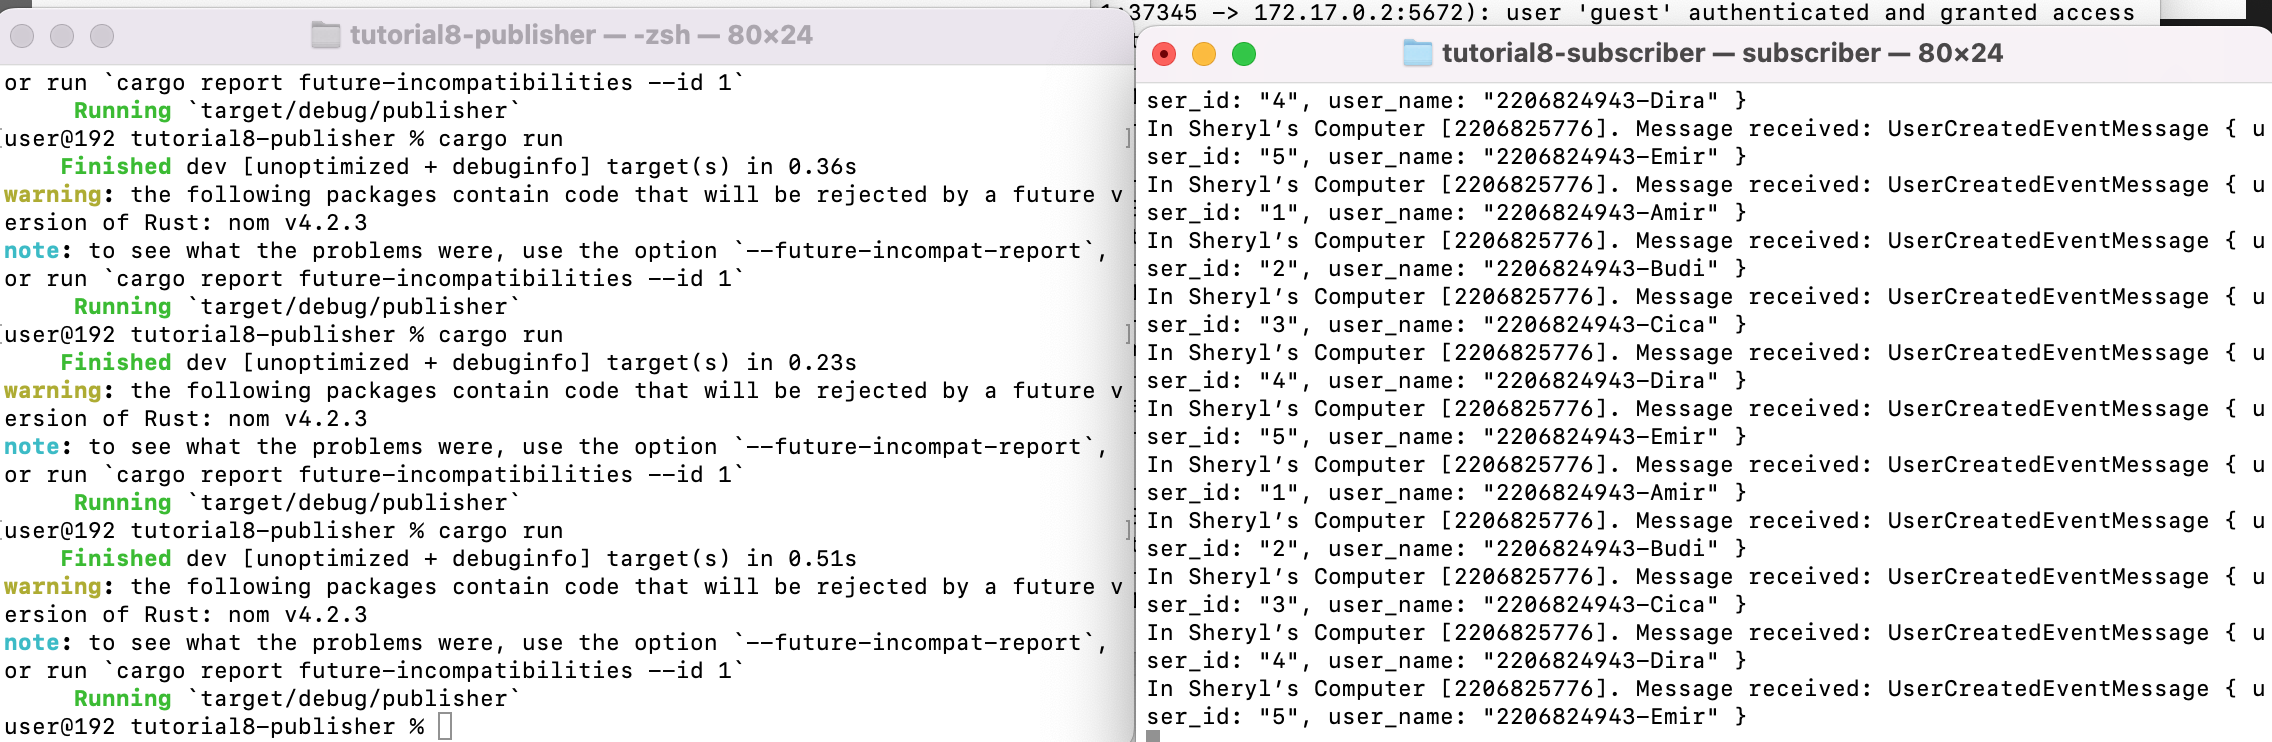 1:37345 -> 172.17.0.2:5672): user 'guest' authenticated and granted access
tutorial8-publisher — -zsh — 80×24
or run `cargo report future-incompatibilities --id 1`
Running `target/debug/publisher`
[user@192 tutorial8-publisher % cargo run ]
Finished dev [unoptimized + debuginfo] target(s) in 0.36s
warning: the following packages contain code that will be rejected by a future v
ersion of Rust: nom v4.2.3
note: to see what the problems were, use the option `--future-incompat-report`,
or run `cargo report future-incompatibilities --id 1`
Running `target/debug/publisher`
[user@192 tutorial8-publisher % cargo run ]
Finished dev [unoptimized + debuginfo] target(s) in 0.23s
warning: the following packages contain code that will be rejected by a future v
ersion of Rust: nom v4.2.3
note: to see what the problems were, use the option `--future-incompat-report`,
or run `cargo report future-incompatibilities --id 1`
Running `target/debug/publisher`
[user@192 tutorial8-publisher % cargo run ]
Finished dev [unoptimized + debuginfo] target(s) in 0.51s
warning: the following packages contain code that will be rejected by a future v
ersion of Rust: nom v4.2.3
note: to see what the problems were, use the option `--future-incompat-report`,
or run `cargo report future-incompatibilities --id 1`
Running `target/debug/publisher`
user@192 tutorial8-publisher %
tutorial8-subscriber — subscriber — 80×24
ser_id: "4", user_name: "2206824943-Dira" }
In Sheryl’s Computer [2206825776]. Message received: UserCreatedEventMessage { u
ser_id: "5", user_name: "2206824943-Emir" }
In Sheryl’s Computer [2206825776]. Message received: UserCreatedEventMessage { u
ser_id: "1", user_name: "2206824943-Amir" }
In Sheryl’s Computer [2206825776]. Message received: UserCreatedEventMessage { u
ser_id: "2", user_name: "2206824943-Budi" }
In Sheryl’s Computer [2206825776]. Message received: UserCreatedEventMessage { u
ser_id: "3", user_name: "2206824943-Cica" }
In Sheryl’s Computer [2206825776]. Message received: UserCreatedEventMessage { u
ser_id: "4", user_name: "2206824943-Dira" }
In Sheryl’s Computer [2206825776]. Message received: UserCreatedEventMessage { u
ser_id: "5", user_name: "2206824943-Emir" }
In Sheryl’s Computer [2206825776]. Message received: UserCreatedEventMessage { u
ser_id: "1", user_name: "2206824943-Amir" }
In Sheryl’s Computer [2206825776]. Message received: UserCreatedEventMessage { u
ser_id: "2", user_name: "2206824943-Budi" }
In Sheryl’s Computer [2206825776]. Message received: UserCreatedEventMessage { u
ser_id: "3", user_name: "2206824943-Cica" }
In Sheryl’s Computer [2206825776]. Message received: UserCreatedEventMessage { u
ser_id: "4", user_name: "2206824943-Dira" }
In Sheryl’s Computer [2206825776]. Message received: UserCreatedEventMessage { u
ser_id: "5", user_name: "2206824943-Emir" }